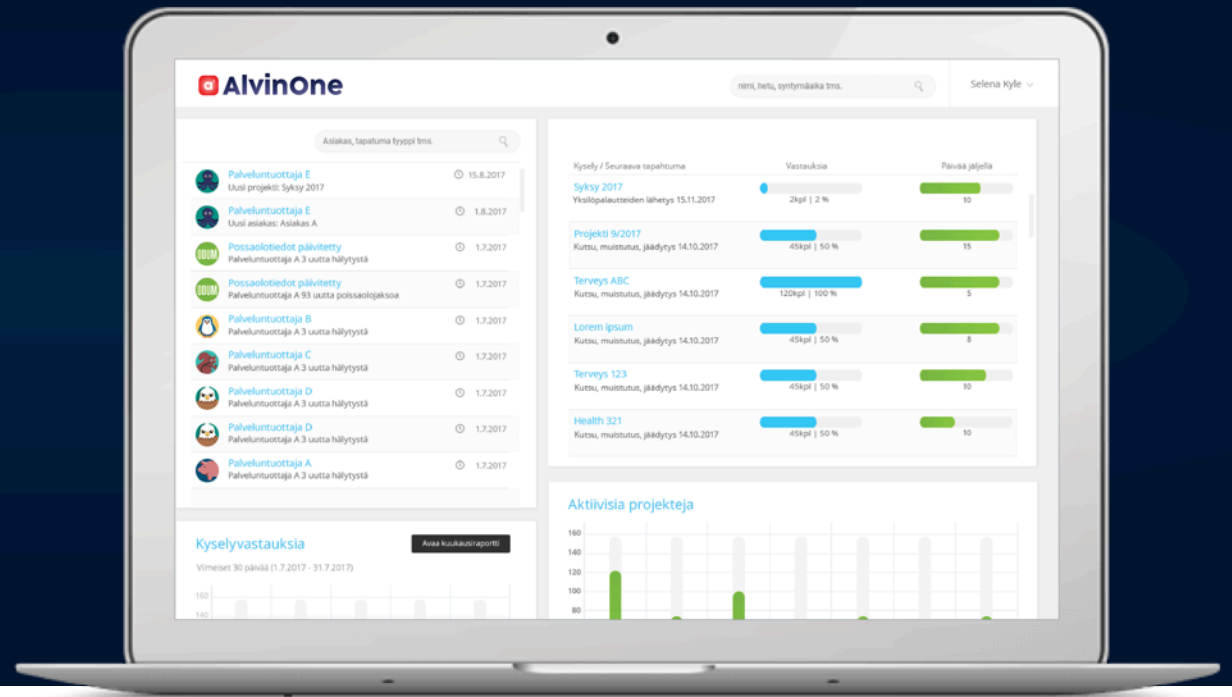 AlvinOne
nimi, hetu, syntymäaika tms.
Selena Kyle
Asiakas, tapatuma tyyppi tms.
Palveluntuottaja E
15.8.2017
Uusi projekti: Syksy 2017
Palveluntuottaja E
1.8.2017
Uusi asiakas: Asiakas A
Possaolotiedot päivitetty
1.7.2017
Palveluntuottaja A 3 uutta hälytystä
Possaolotiedot päivitetty
1.7.2017
Palveluntuottaja A 93 uutta poissaolojaksoa
Palveluntuottaja B
1.7.2017
Palveluntuottaja A 3 uutta hälytystä
Palveluntuottaja C
1.7.2017
Palveluntuottaja A 3 uutta hälytystä
Palveluntuottaja D
1.7.2017
Palveluntuottaja A 3 uutta hälytystä
Palveluntuottaja D
1.7.2017
Palveluntuottaja A 3 uutta hälytystä
Palveluntuottaja A
1.7.2017
Palveluntuottaja A 3 uutta hälytystä
ODUM
ODUM
Kysely / Seuraava tapahtuma
Vastauksia
Päivää jäljellä
Syksy 2017
Yksilöpalautteiden lähetys 15.11.2017
2kpl | 2 %
10
Projekti 9/2017
Kutsu, muistutus, jäädytys 14.10.2017
45kpl | 50 %
15
Terveys ABC
Kutsu, muistutus, jäädytys 14.10.2017
120kpl | 100 %
5
Lorem ipsum
Kutsu, muistutus, jäädytys 14.10.2017
45kpl | 50 %
8
Terveys 123
Kutsu, muistutus, jäädytys 14.10.2017
45kpl | 50 %
10
Health 321
Kutsu, muistutus, jäädytys 14.10.2017
45kpl | 50 %
10
Kyselyvastauksia
Avaa kuukausiraportti
Viimeiset 30 päivää (1.7.2017 - 31.7.2017)
160
140
Aktiivisia projekteja
160
140
120
100
80